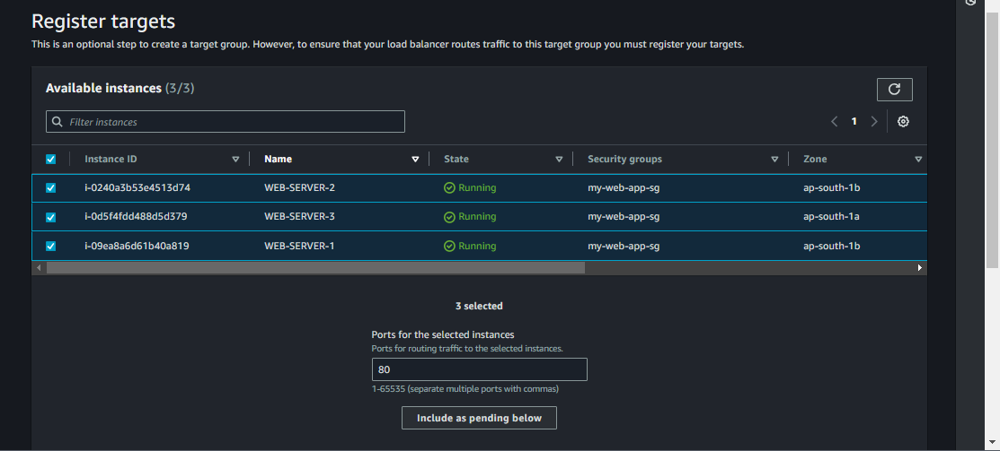 Register targets
This is an optional step to create a target group. However, to ensure that your load balancer routes traffic to this target group you must register your targets.
Available instances (3/3)
Filter instances
1
Instance ID Name State Security groups Zone
i-0240a3b53e4513d74 WEB-SERVER-2 Running my-web-app-sg ap-south-1b
i-0d5f4fdd488d5d379 WEB-SERVER-3 Running my-web-app-sg ap-south-1a
i-09ea8a6d61b40a819 WEB-SERVER-1 Running my-web-app-sg ap-south-1b
3 selected
Ports for the selected instances
Ports for routing traffic to the selected instances.
80
1-65535 (separate multiple ports with commas)
Include as pending below